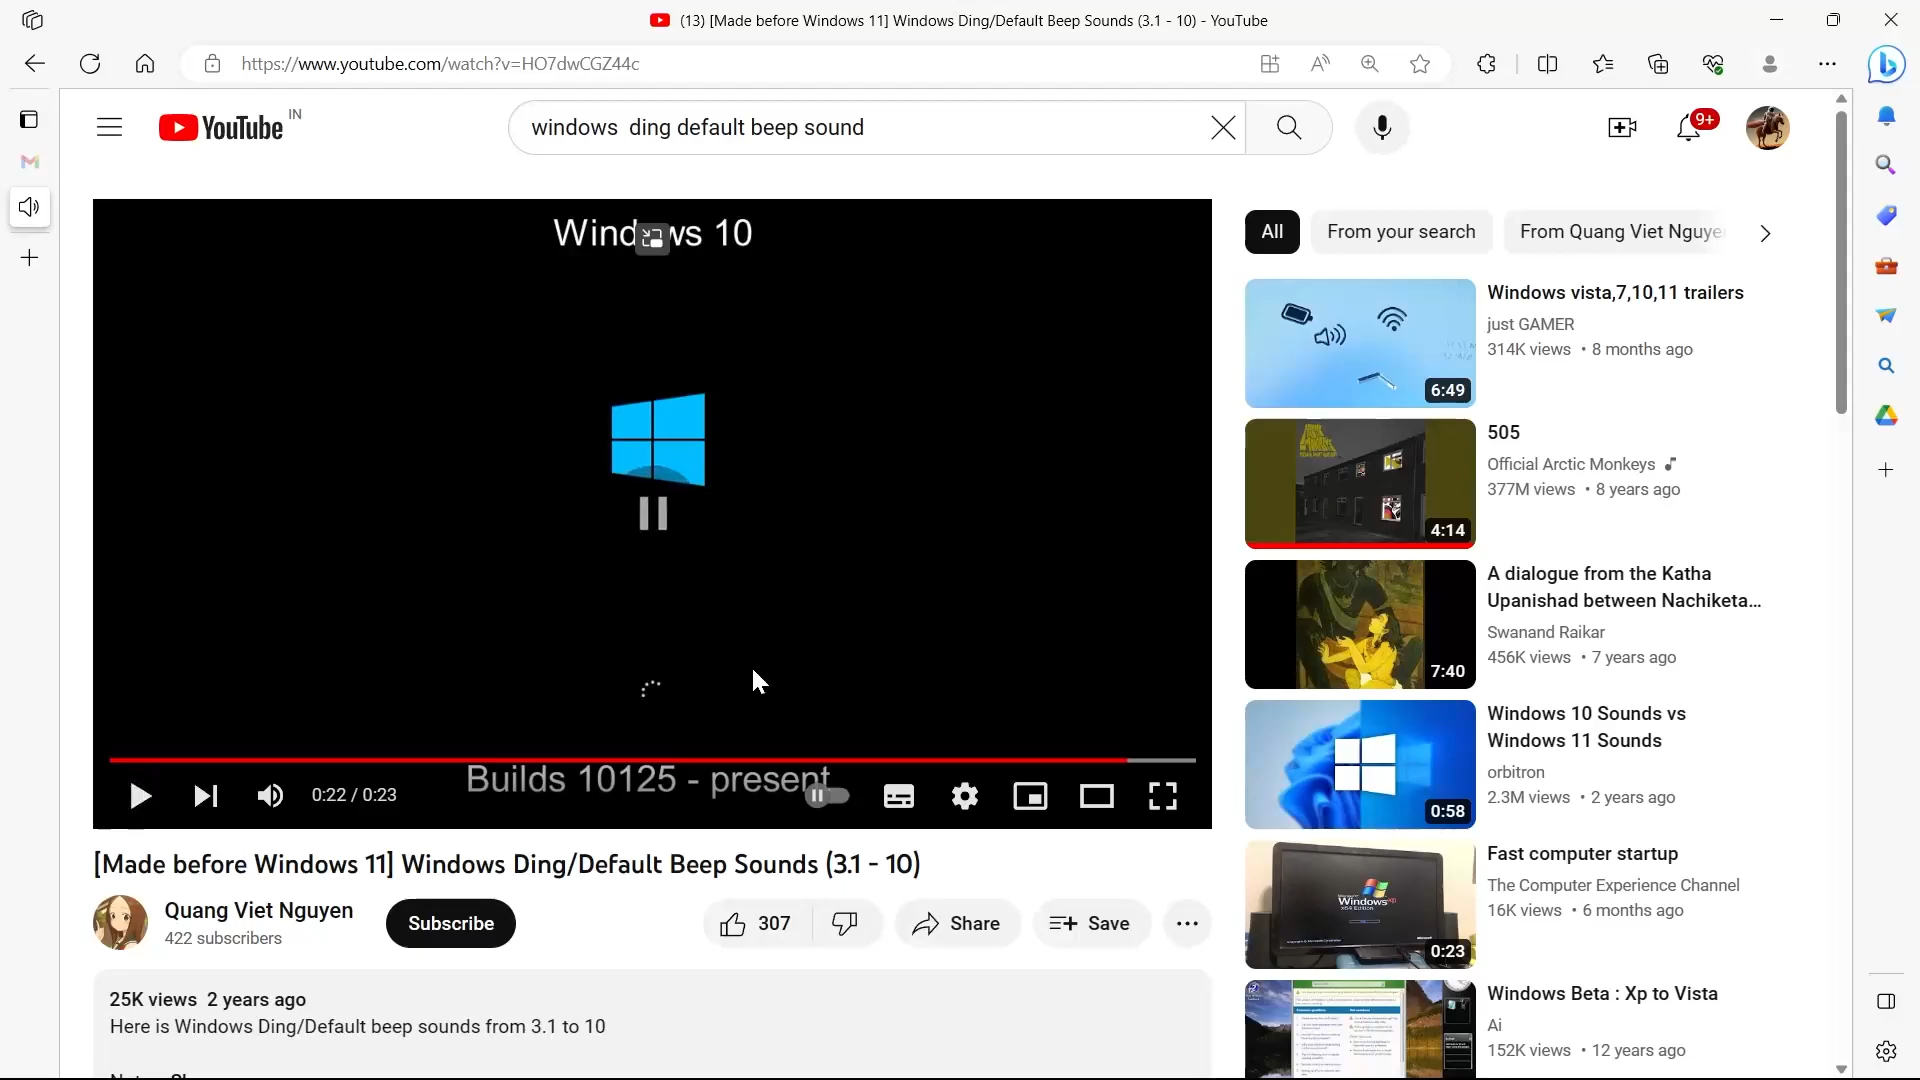 (13) [Made before Windows 11] Windows Ding/Default Beep Sounds (3.1 - 10) - YouTube
https://www.youtube.com/watch?v=HO7dwCGZ44c
YouTube IN
windows ding default beep sound
9+
Windows 10
Builds 10125 - present
0:22 / 0:23
[Made before Windows 11] Windows Ding/Default Beep Sounds (3.1 - 10)
Quang Viet Nguyen
422 subscribers
Subscribe
307
Share
Save
25K views 2 years ago
Here is Windows Ding/Default beep sounds from 3.1 to 10
All
From your search
From Quang Viet Nguye
6:49
Windows vista,7,10,11 trailers
just GAMER
314K views • 8 months ago
4:14
505
Official Arctic Monkeys
377M views • 8 years ago
7:40
A dialogue from the Katha
Upanishad between Nachiketa...
Swanand Raikar
456K views • 7 years ago
0:58
Windows 10 Sounds vs
Windows 11 Sounds
orbitron
2.3M views • 2 years ago
Windows xp
0:23
Fast computer startup
The Computer Experience Channel
16K views • 6 months ago
Windows Beta : Xp to Vista
Ai
152K views • 12 years ago